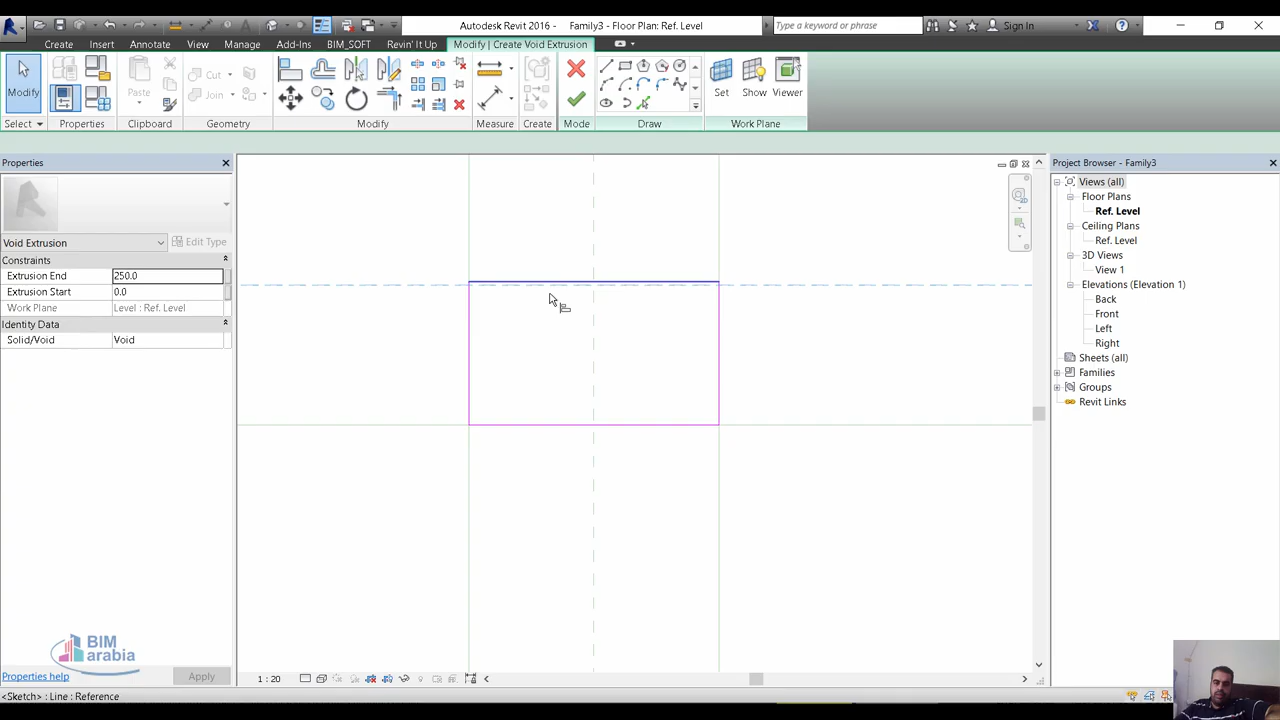 Autodesk Revit 2016 - Family3 - Floor Plan: Ref. Level
Type a keyword or phrase
Sign In
Create Insert Annotate View Manage Add-Ins BIM_SOFT Revin' It Up Modify | Create Void Extrusion
Modify
Paste
Cut
Join
Set Show Viewer
Select Properties Clipboard Geometry Modify Measure Create Mode Draw Work Plane
Properties
Void Extrusion
Edit Type
Constraints
Extrusion End 250.0
Extrusion Start 0.0
Work Plane Level : Ref. Level
Identity Data
Solid/Void Void
BIM
arabia
Properties help
Apply
1 : 20
<Sketch> : Line : Reference
Project Browser - Family3
Views (all)
Floor Plans
Ref. Level
Ceiling Plans
Ref. Level
3D Views
View 1
Elevations (Elevation 1)
Back
Front
Left
Right
Sheets (all)
Families
Groups
Revit Links